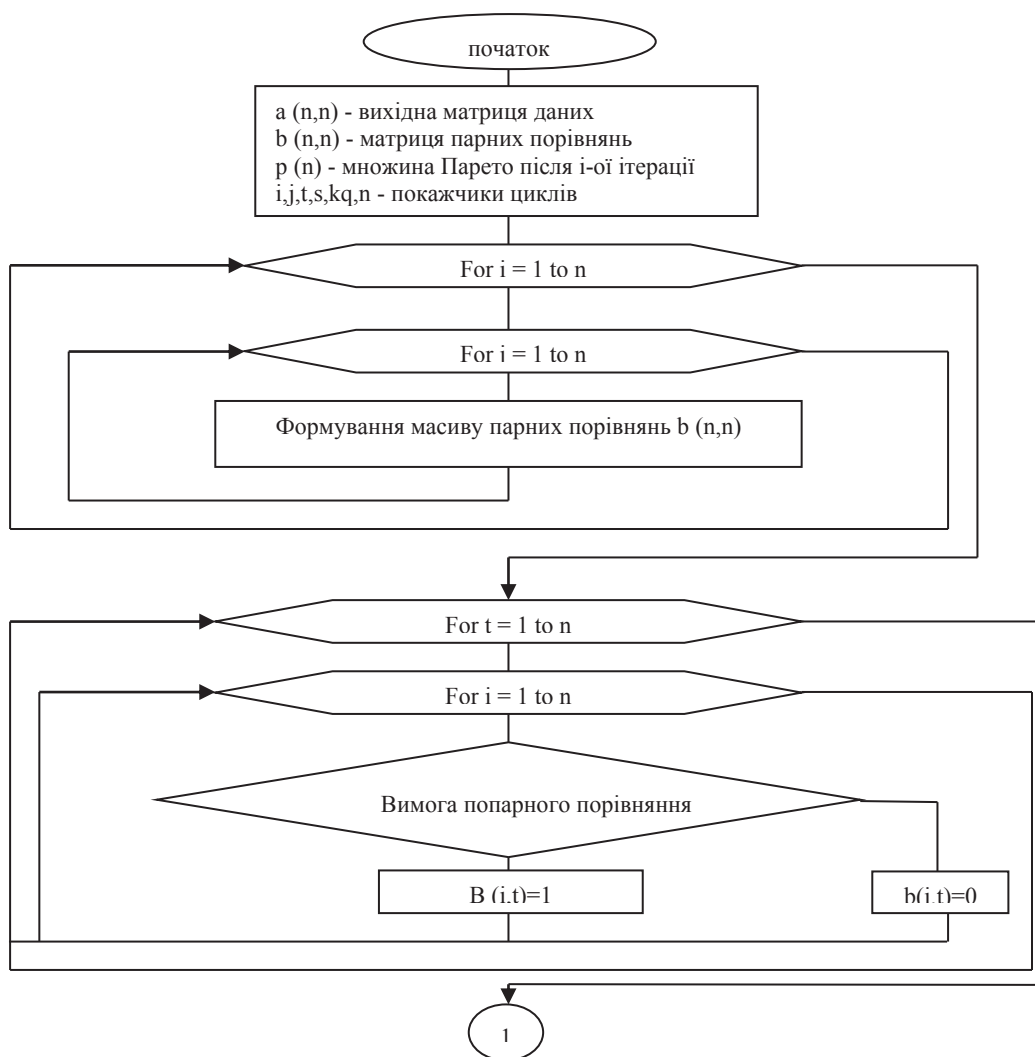 початок
a (n,n) - вихідна матриця даних
b (n,n) - матриця парних порівнянь
p (n) - множина Парето після і-ої ітерації
i,j,t,s,kq,n - покажчики циклів
For i = 1 to n
For i = 1 to n
Формування масиву парних порівнянь b (n,n)
For t = 1 to n
For i = 1 to n
Вимога попарного порівняння
B (i,t)=1
b(i,t)=0
1